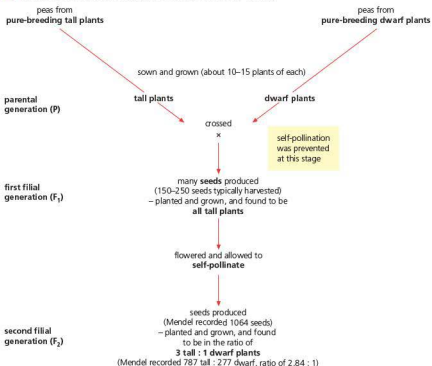 peas from
pure-breeding tall plants
peas from
pure-breeding dwarf plants
sown and grown (about 10–15 plants of each)
parental
generation (P)
tall plants
dwarf plants
crossed
×
self-pollination
was prevented
at this stage
first filial
generation (F₁)
many seeds produced
(150–250 seeds typically harvested)
– planted and grown, and found to be
all tall plants
flowered and allowed to
self-pollinate
second filial
generation (F₂)
seeds produced
(Mendel recorded 1064 seeds)
– planted and grown, and found
to be in the ratio of
3 tall : 1 dwarf plants
(Mendel recorded 787 tall : 277 dwarf, ratio of 2.84 : 1)